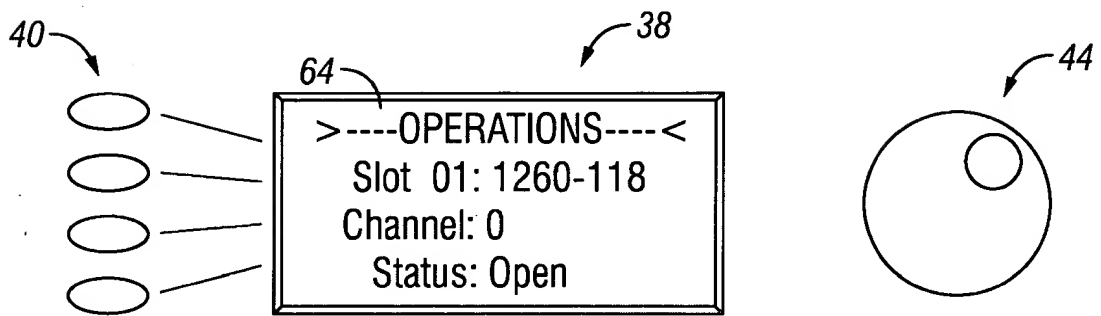 40
38
44
64
>----OPERATIONS----<
Slot 01: 1260-118
Channel: 0
Status: Open